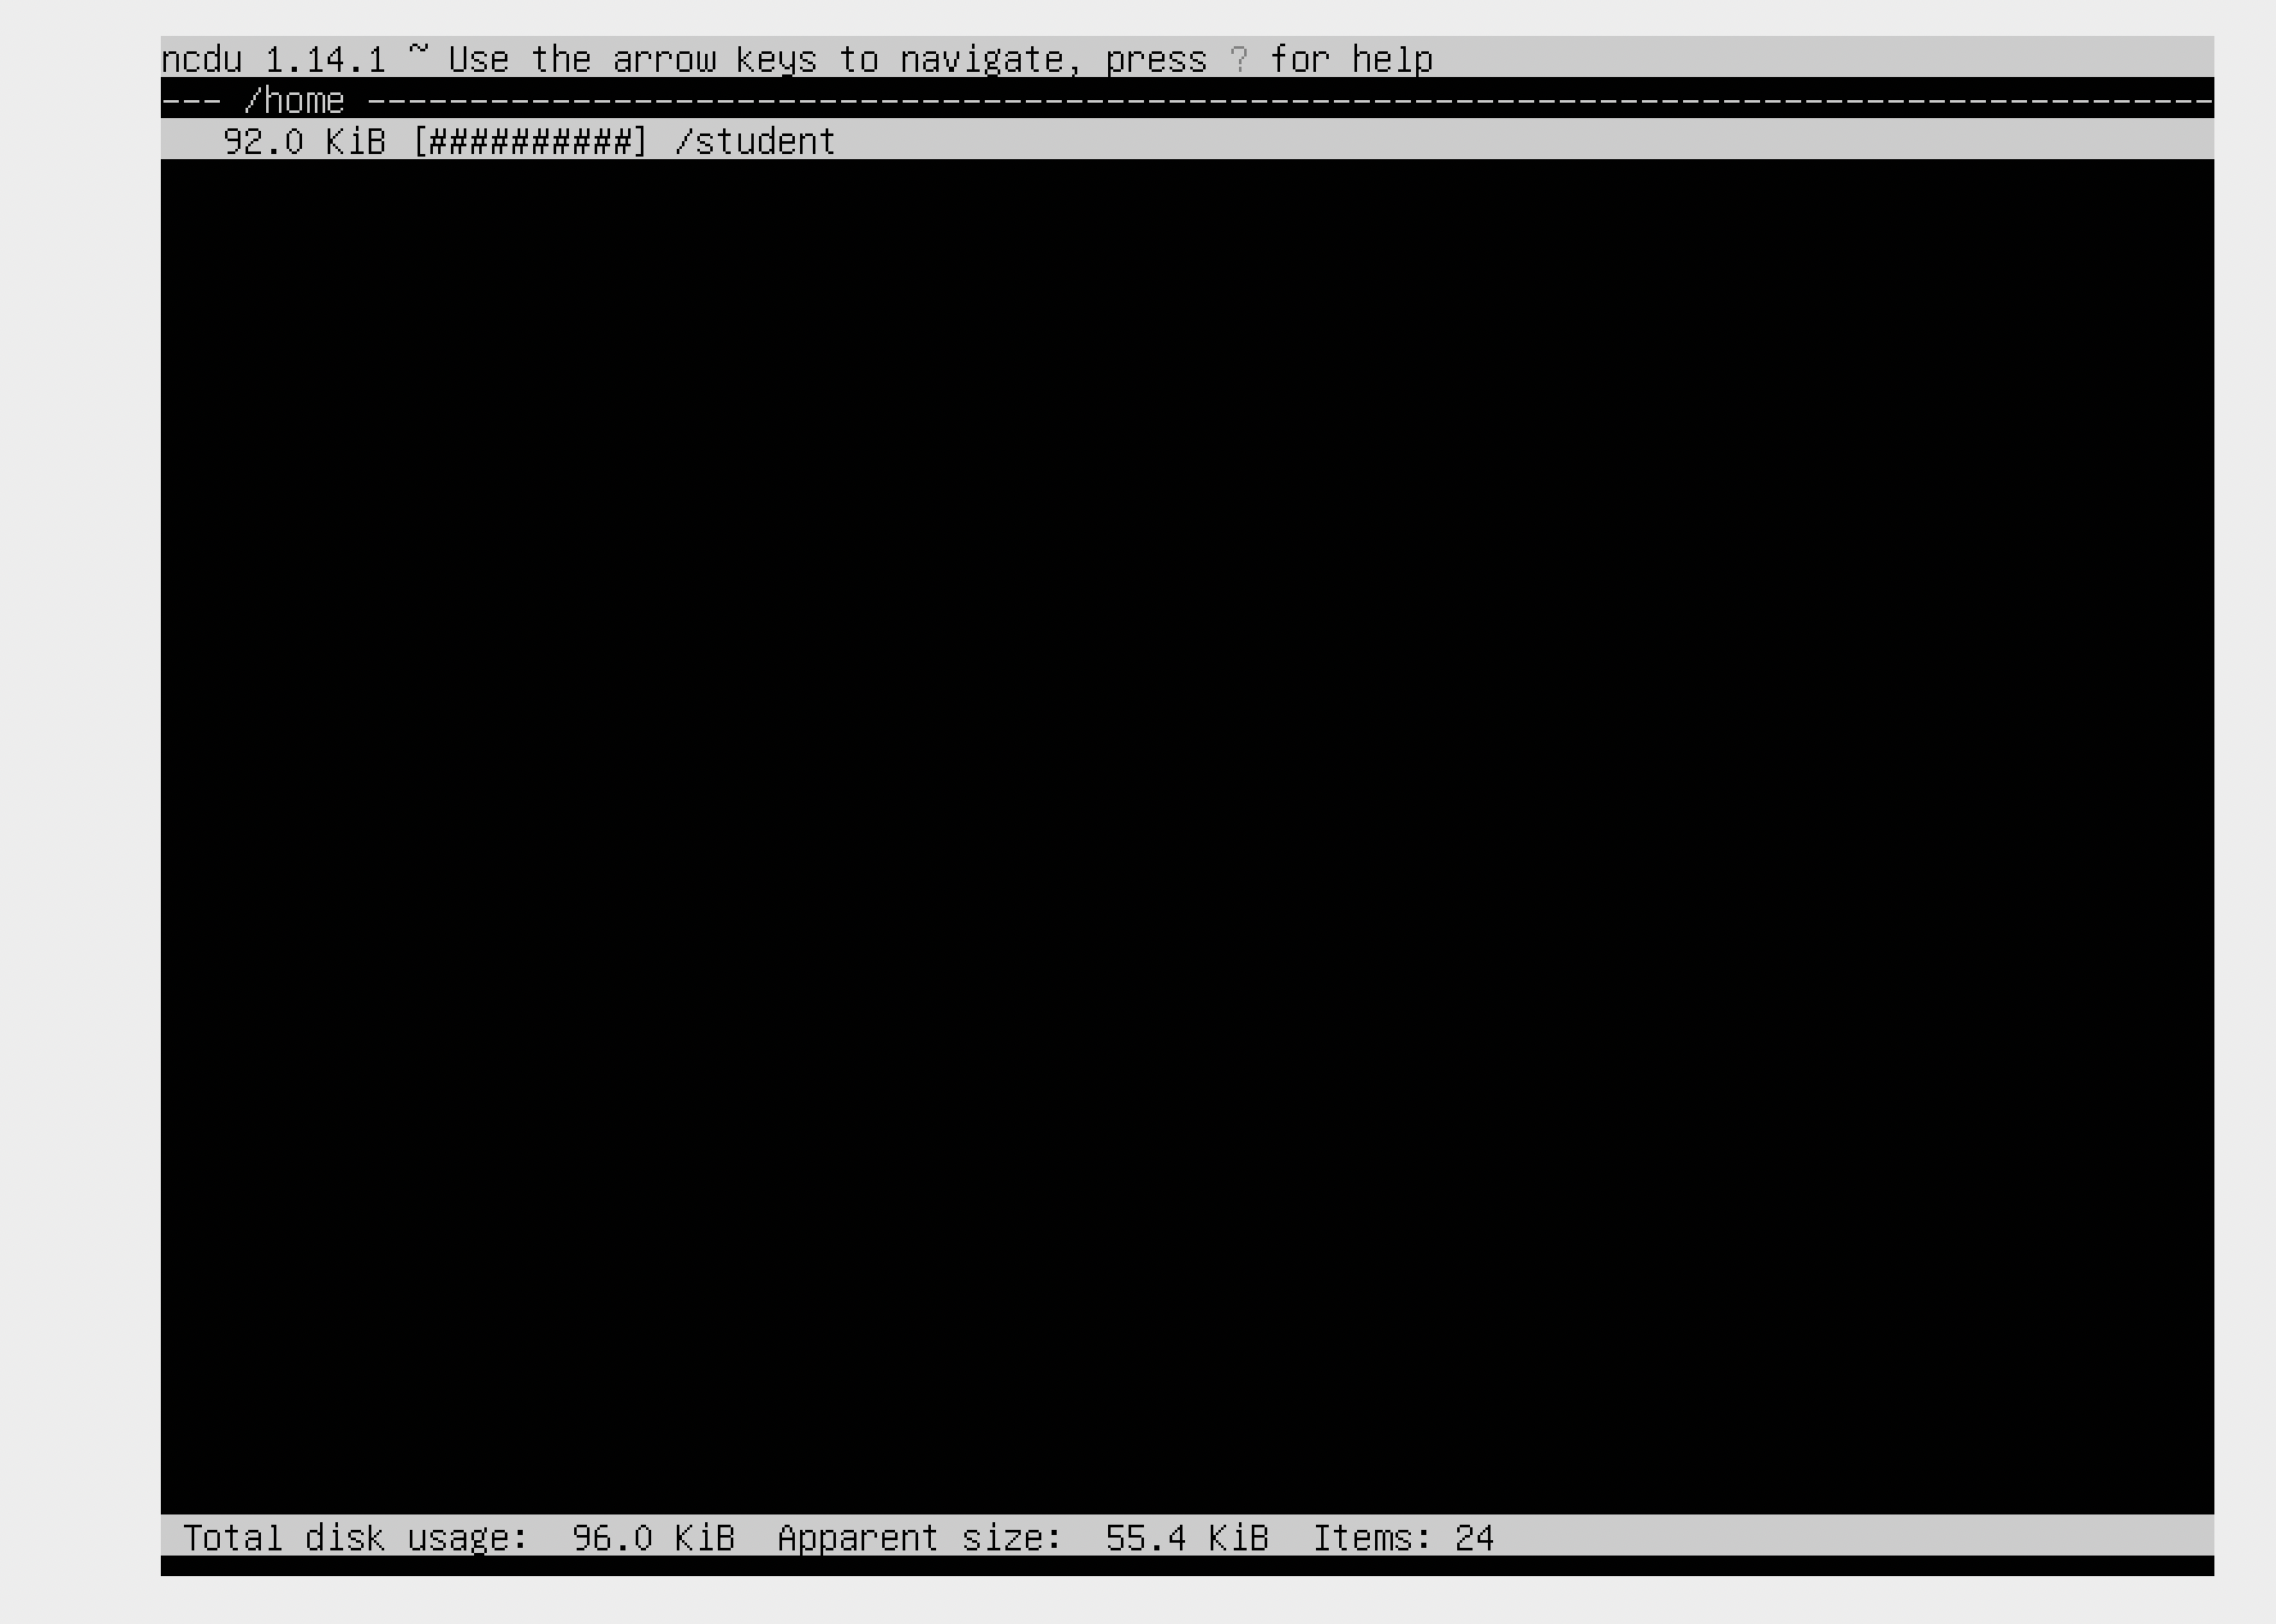 ncdu 1.14.1 ~ Use the arrow keys to navigate, press ? for help
--- /home ------------------------------------------------------------------------------------------
92.0 KiB [##########] /student
Total disk usage:  96.0 KiB  Apparent size:  55.4 KiB  Items: 24